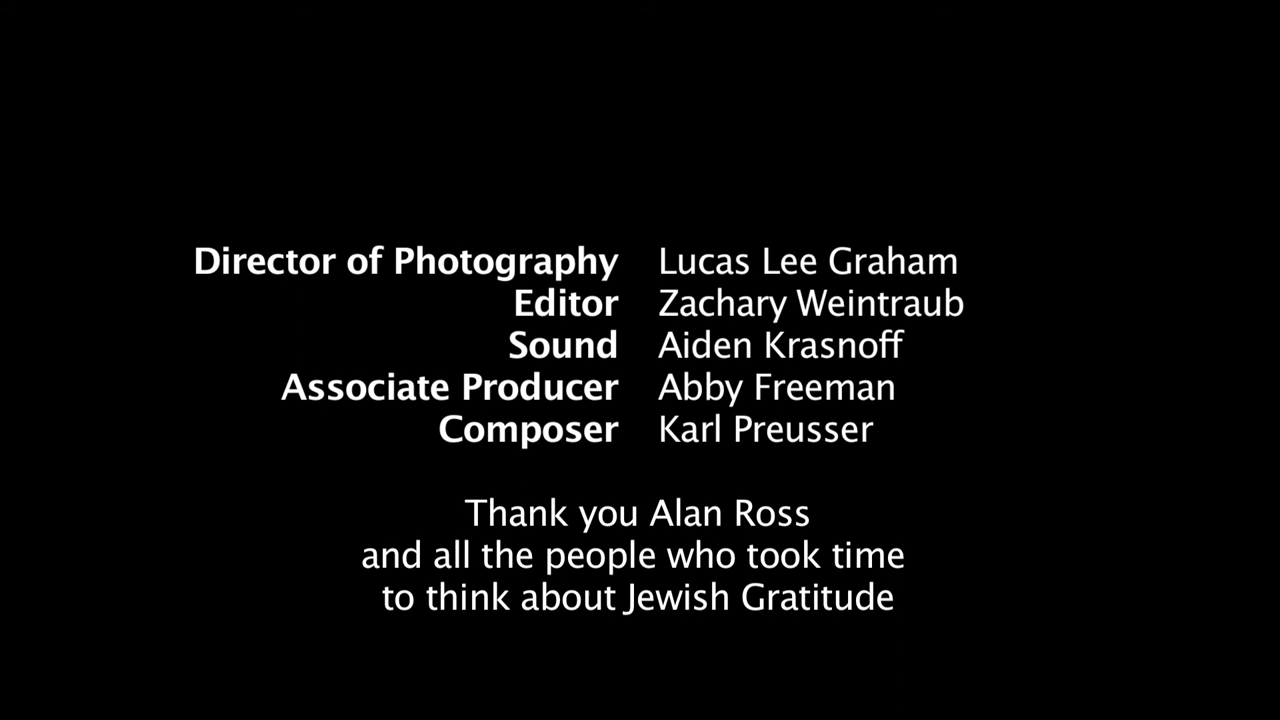 Director of Photography Lucas Lee Graham
Editor Zachary Weintraub
Sound Aiden Krasnoff
Associate Producer Abby Freeman
Composer Karl Preusser
Thank you Alan Ross
and all the people who took time
to think about Jewish Gratitude